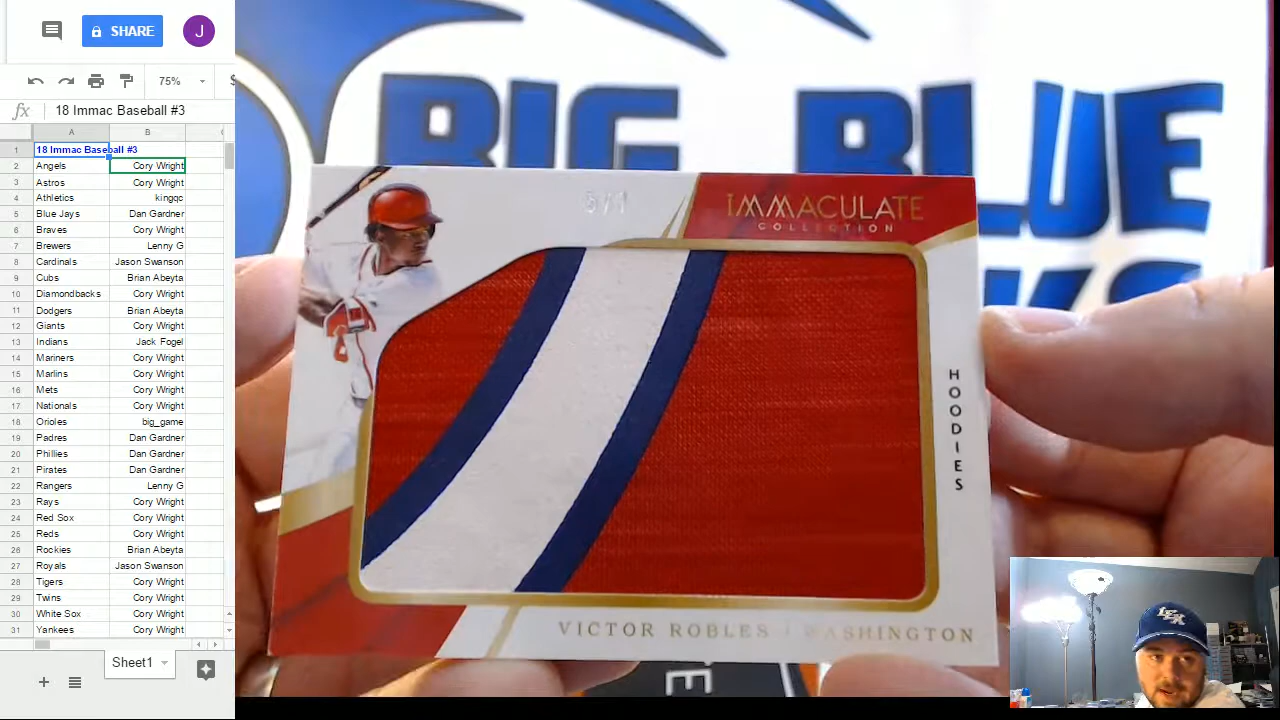 SHARE
J
75%
$
fx
18 Immac Baseball #3
A B
1 18 Immac Baseball #3
2 Angels Cory Wright
3 Astros Cory Wright
4 Athletics kingqc
5 Blue Jays Dan Gardner
6 Braves Cory Wright
7 Brewers Lenny G
8 Cardinals Jason Swanson
9 Cubs Brian Abeyta
10 Diamondbacks Cory Wright
11 Dodgers Brian Abeyta
12 Giants Cory Wright
13 Indians Jack Fogel
14 Mariners Cory Wright
15 Marlins Cory Wright
16 Mets Cory Wright
17 Nationals Cory Wright
18 Orioles big_game
19 Padres Dan Gardner
20 Phillies Dan Gardner
21 Pirates Dan Gardner
22 Rangers Lenny G
23 Rays Cory Wright
24 Red Sox Cory Wright
25 Reds Cory Wright
26 Rockies Brian Abeyta
27 Royals Jason Swanson
28 Tigers Cory Wright
29 Twins Cory Wright
30 White Sox Cory Wright
31 Yankees Cory Wright
Sheet1
BIG BLUE
IMMACULATE
COLLECTION
HOODIES
VICTOR ROBLES | WASHINGTON
LEX